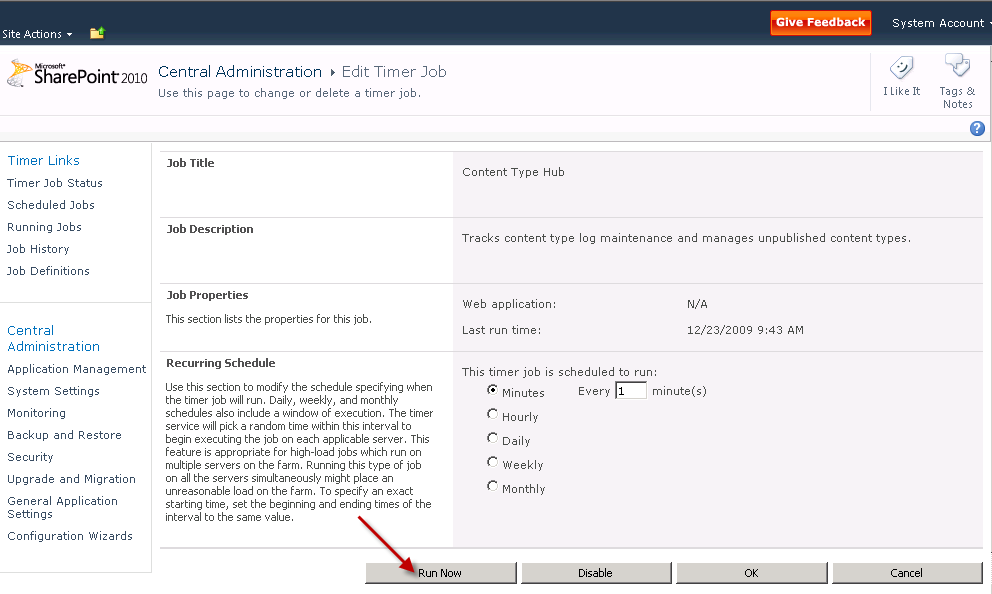 Site Actions
Give Feedback
System Account
Microsoft®
SharePoint 2010
Central Administration
Edit Timer Job
Use this page to change or delete a timer job.
I Like It
Tags &
Notes
?
Timer Links
Timer Job Status
Scheduled Jobs
Running Jobs
Job History
Job Definitions
Central
Administration
Application Management
System Settings
Monitoring
Backup and Restore
Security
Upgrade and Migration
General Application
Settings
Configuration Wizards
Job Title
Content Type Hub
Job Description
Tracks content type log maintenance and manages unpublished content types.
Job Properties
This section lists the properties for this job.
Web application: N/A
Last run time: 12/23/2009 9:43 AM
Recurring Schedule
Use this section to modify the schedule specifying when
the timer job will run. Daily, weekly, and monthly
schedules also include a window of execution. The timer
service will pick a random time within this interval to
begin executing the job on each applicable server. This
feature is appropriate for high-load jobs which run on
multiple servers on the farm. Running this type of job
on all the servers simultaneously might place an
unreasonable load on the farm. To specify an exact
starting time, set the beginning and ending times of the
interval to the same value.
This timer job is scheduled to run:
Minutes Every 1 minute(s)
Hourly
Daily
Weekly
Monthly
Run Now
Disable
OK
Cancel